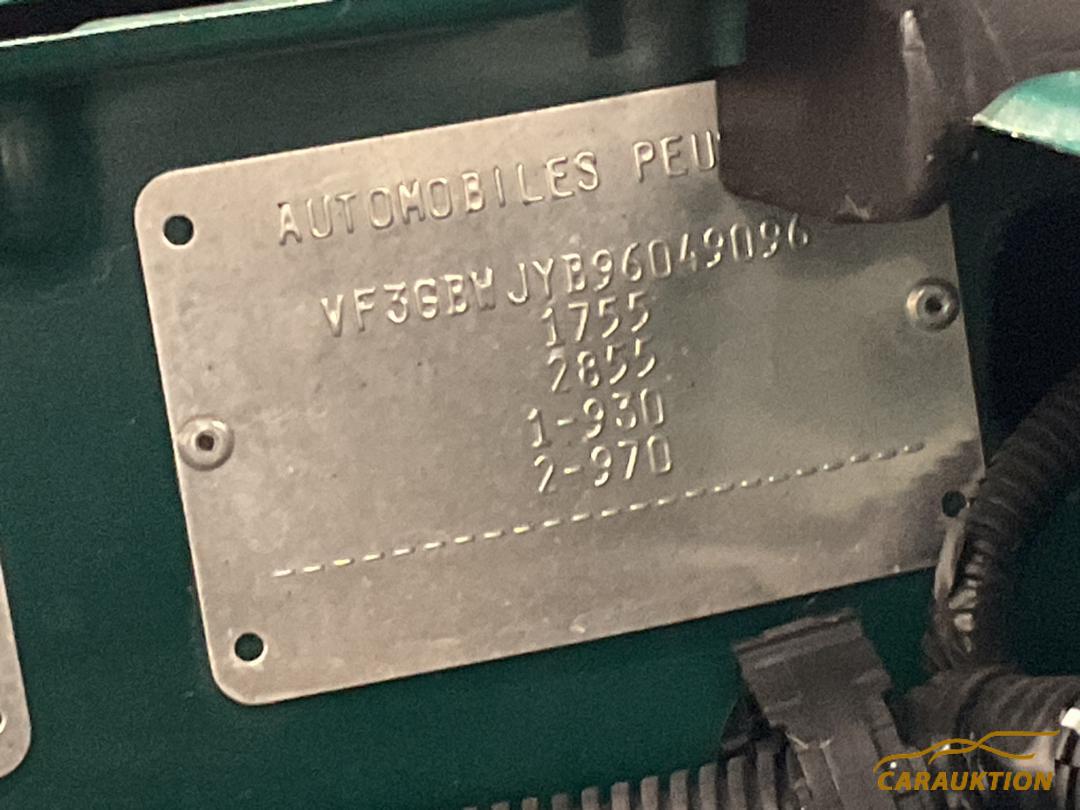 AUTOMOBILES PEU
VF3GBWJYB96049096
1755
2855
1-930
2-970
CARAUKTION